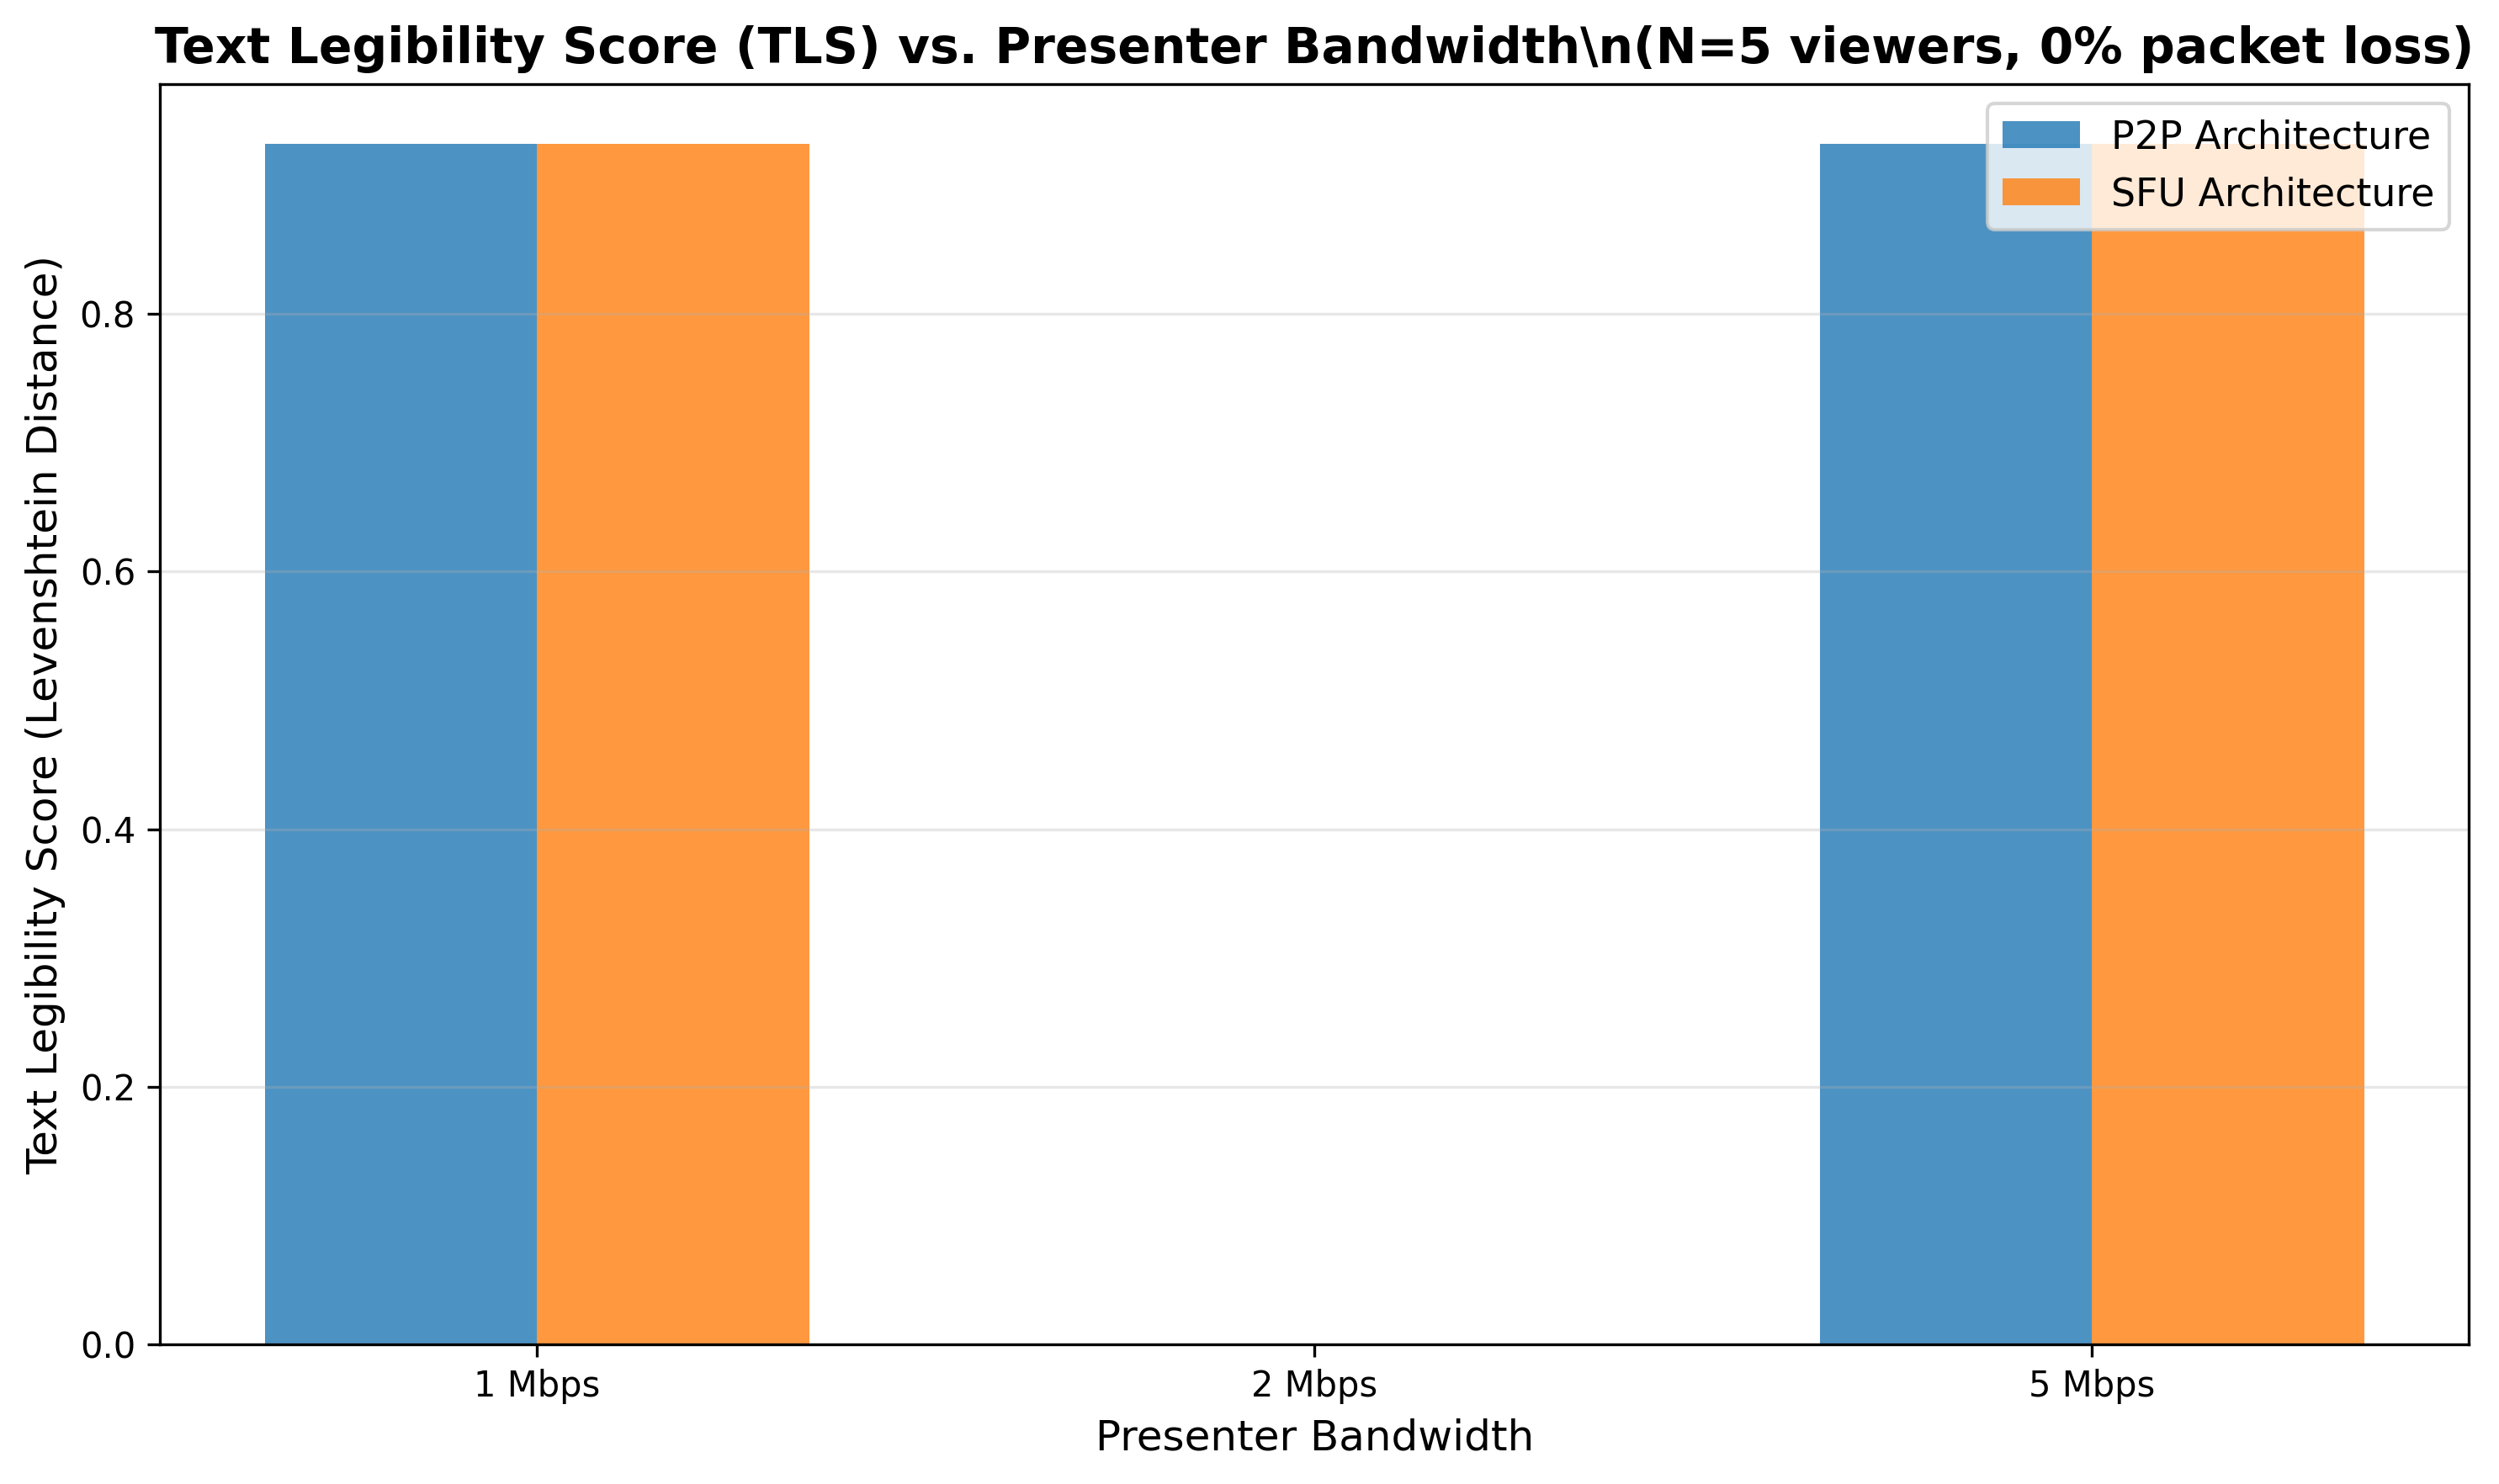 Text Legibility Score (TLS) vs. Presenter Bandwidth\n(N=5 viewers, 0% packet loss)
P2P Architecture
SFU Architecture
Text Legibility Score (Levenshtein Distance)
0.8
0.6
0.4
0.2
0.0
1 Mbps
2 Mbps
5 Mbps
Presenter Bandwidth